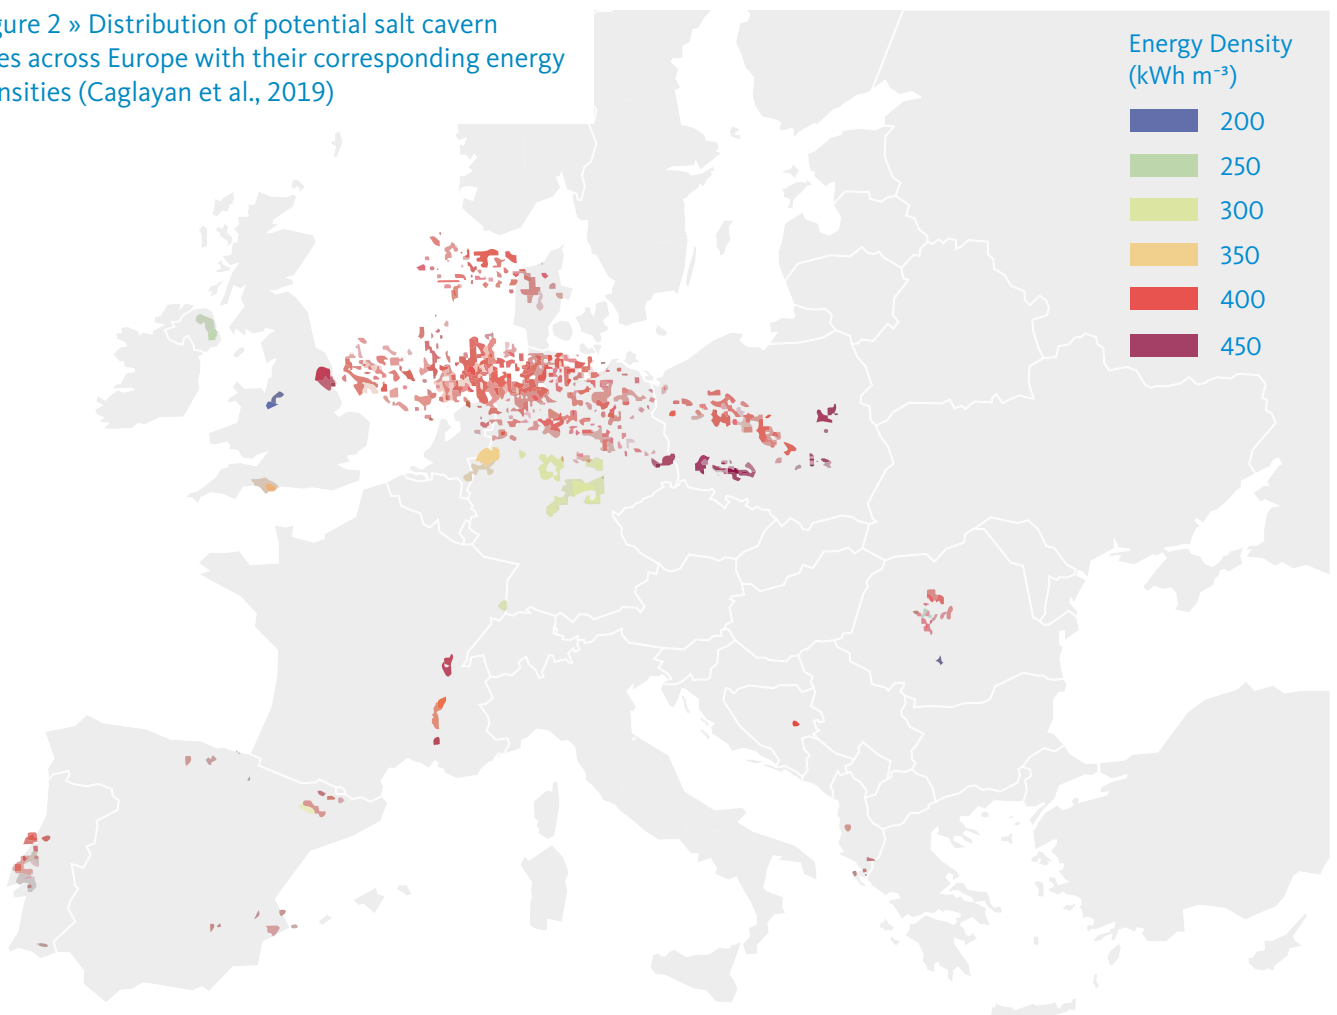 gure 2 » Distribution of potential salt cavern
es across Europe with their corresponding energy
nsities (Caglayan et al., 2019)
Energy Density
(kWh m⁻³)
200
250
300
350
400
450